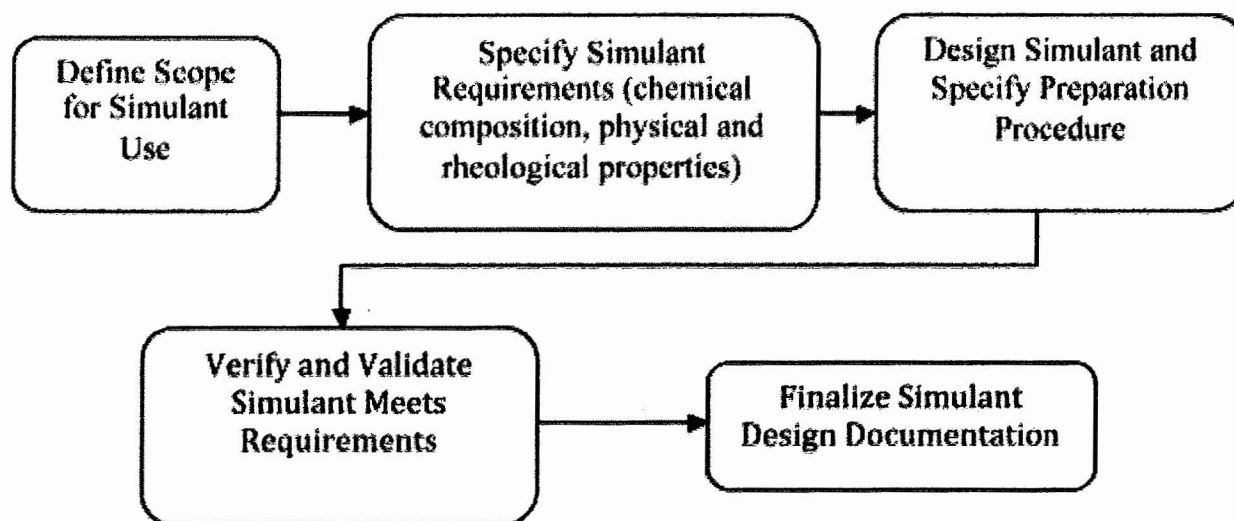 Define Scope
for Simulant
Use
Specify Simulant
Requirements (chemical
composition, physical and
rheological properties)
Design Simulant and
Specify Preparation
Procedure
Verify and Validate
Simulant Meets
Requirements
Finalize Simulant
Design Documentation